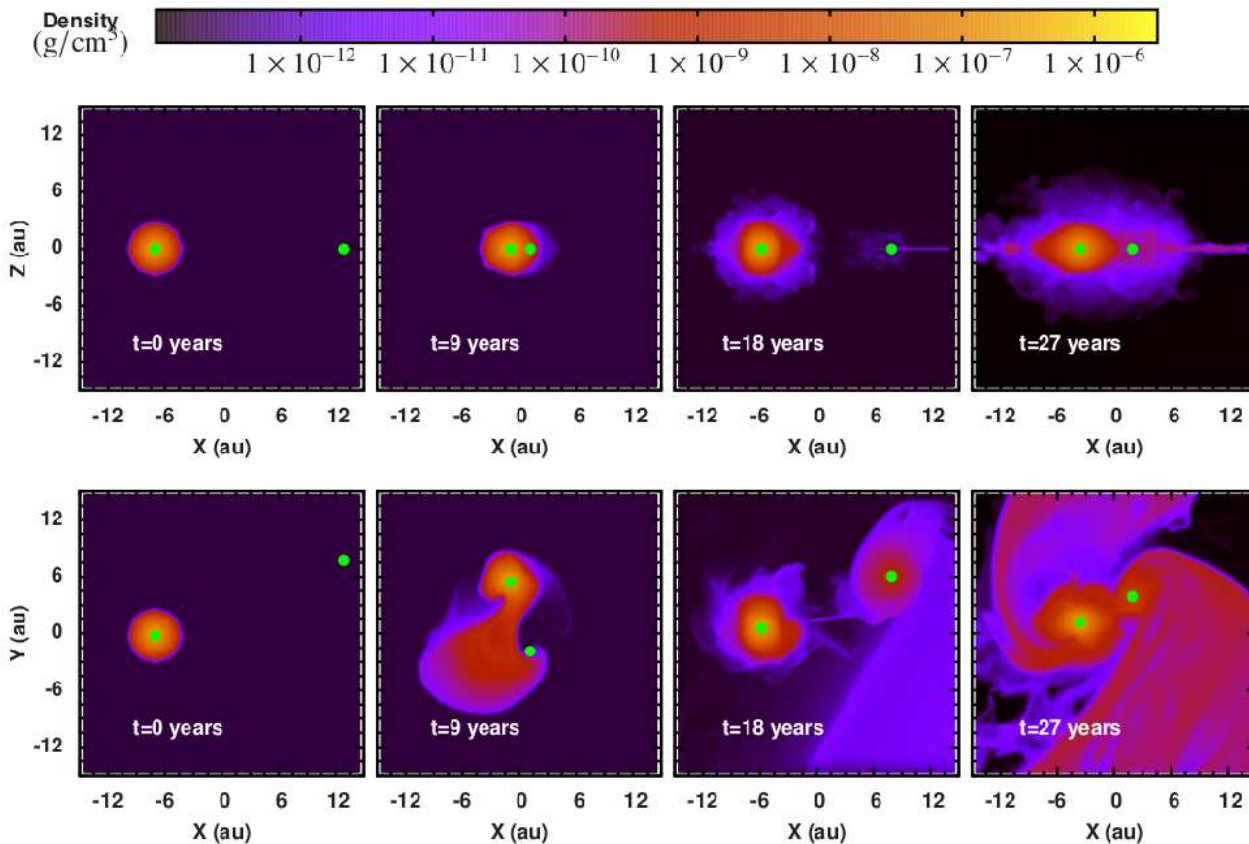 Density
(g/cm³) 1×10⁻¹² 1×10⁻¹¹ 1×10⁻¹⁰ 1×10⁻⁹ 1×10⁻⁸ 1×10⁻⁷ 1×10⁻⁶
12
6
Z (au) 0
-6
-12
t=0 years t=9 years t=18 years t=27 years
-12 -6 0 6 12 -12 -6 0 6 12 -12 -6 0 6 12 -12 -6 0 6 12
X (au) X (au) X (au) X (au)
12
6
Y (au) 0
-6
-12
t=0 years t=9 years t=18 years t=27 years
-12 -6 0 6 12 -12 -6 0 6 12 -12 -6 0 6 12 -12 -6 0 6 12
X (au) X (au) X (au) X (au)